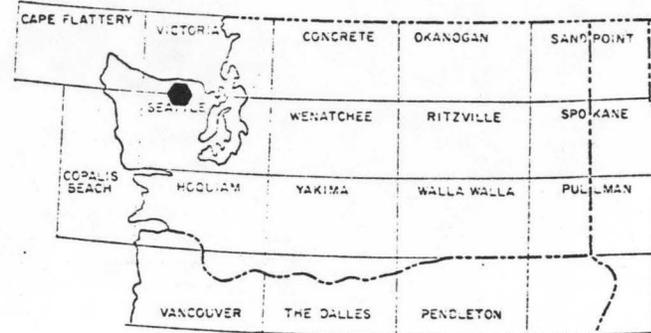 CAPE FLATTERY
VICTORIA
CONCRETE
OKANOGAN
SANDPOINT
SEATTLE
WENATCHEE
RITZVILLE
SPOKANE
COPALIS
BEACH
HOQUIAM
YAKIMA
WALLA WALLA
PULLMAN
VANCOUVER
THE DALLES
PENDLETON